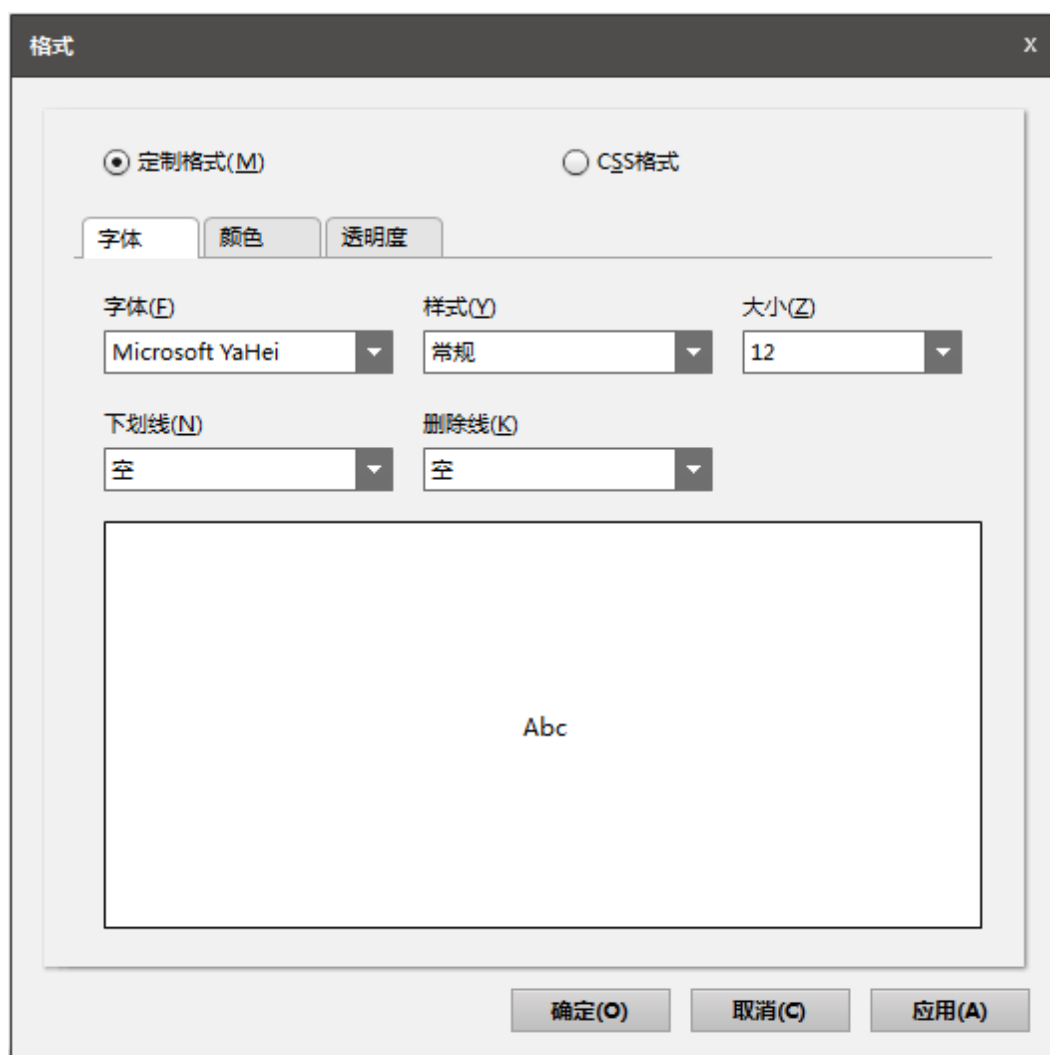 格式 x
定制格式(M) CSS格式
字体 颜色 透明度
字体(F) 样式(Y) 大小(Z)
Microsoft YaHei 常规 12
下划线(N) 删除线(K)
空 空
Abc
确定(O) 取消(C) 应用(A)